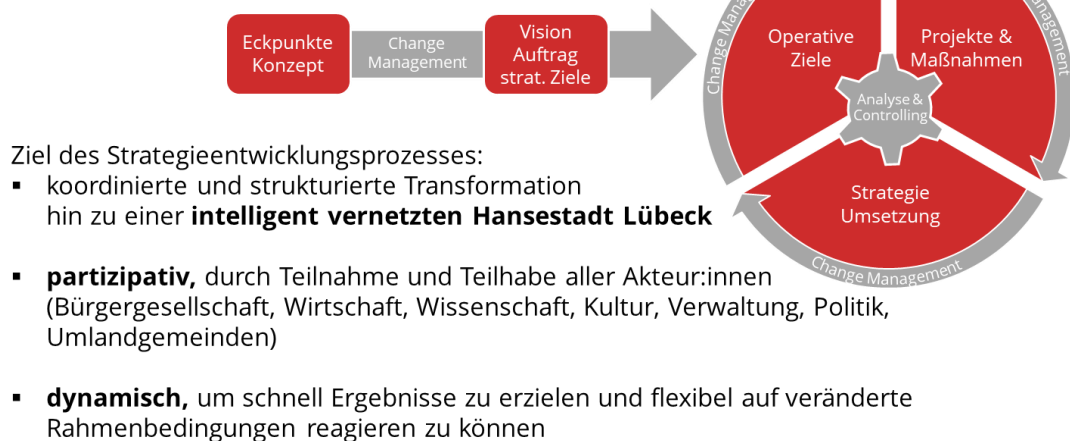 Eckpunkte
Konzept
Change
Management
Vision
Auftrag
strat. Ziele
Operative
Ziele
Projekte &
Maßnahmen
Analyse &
Controlling
Strategie
Umsetzung
Change Management
Ziel des Strategieentwicklungsprozesses:
▪ koordinierte und strukturierte Transformation
hin zu einer intelligent vernetzten Hansestadt Lübeck
▪ partizipativ, durch Teilnahme und Teilhabe aller Akteur:innen
(Bürgergesellschaft, Wirtschaft, Wissenschaft, Kultur, Verwaltung, Politik,
Umlandgemeinden)
▪ dynamisch, um schnell Ergebnisse zu erzielen und flexibel auf veränderte
Rahmenbedingungen reagieren zu können